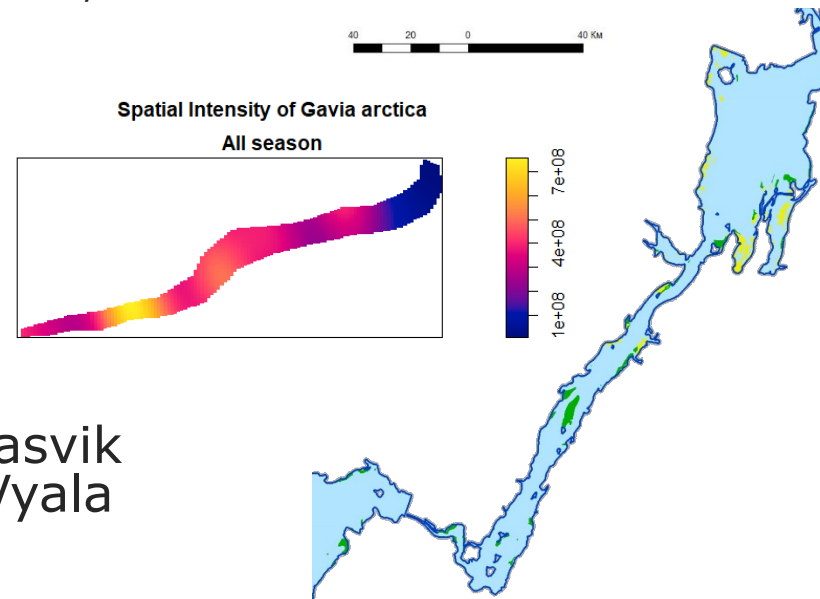 40 20 0 40 Км
Spatial Intensity of Gavia arctica
All season
7e+08
4e+08
1e+08
asvik
Vyala